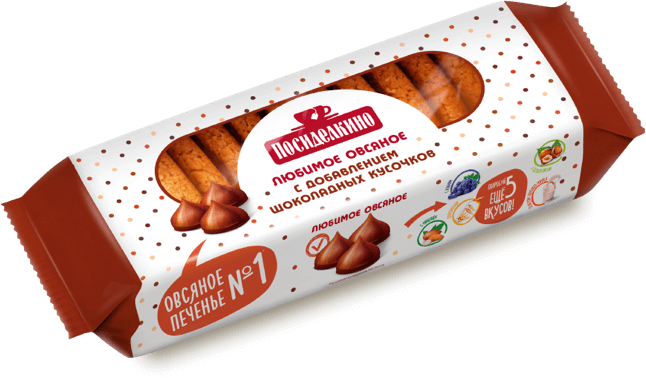 Посиделкино
ЛЮБИМОЕ ОВСЯНОЕ
С ДОБАВЛЕНИЕМ
ШОКОЛАДНЫХ КУСОЧКОВ
ЛЮБИМОЕ ОВСЯНОЕ
ОВСЯНОЕ
ПЕЧЕНЬЕ №1
ЕЩЁ 5
ВКУСОВ!